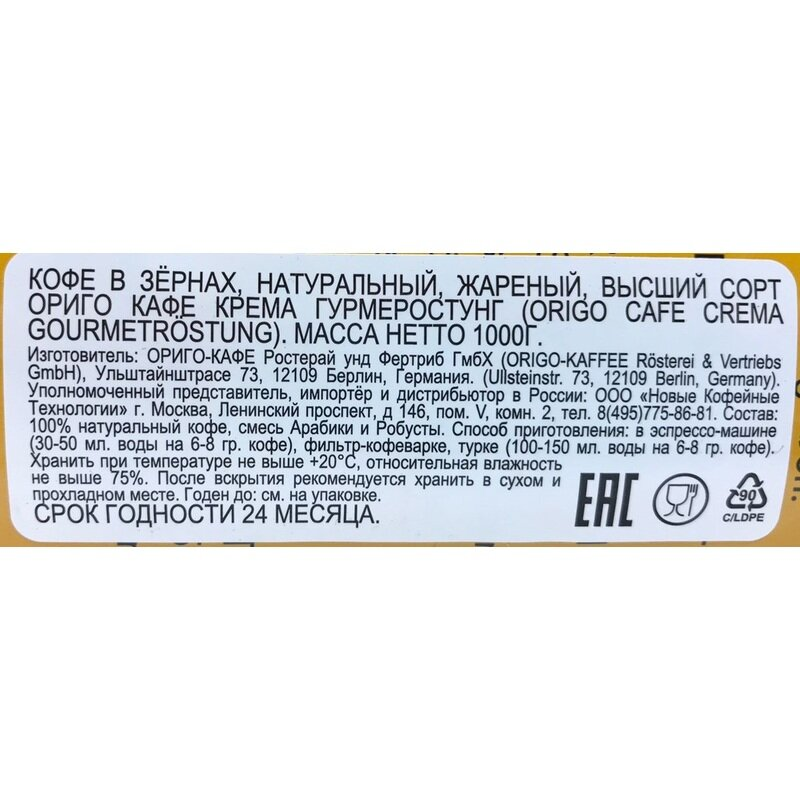 КОФЕ В ЗЁРНАХ, НАТУРАЛЬНЫЙ, ЖАРЕНЫЙ, ВЫСШИЙ СОРТ
ОРИГО КАФЕ КРЕМА ГУРМЕРОСТУНГ (ORIGO CAFE CREMA
GOURMETRÖSTUNG). МАССА НЕТТО 1000Г.
Изготовитель: ОРИГО-КАФЕ Ростерай унд Фертриб ГмбХ (ORIGO-KAFFEE Rösterei & Vertriebs
GmbH), Ульштайнштрасе 73, 12109 Берлин, Германия. (Ullsteinstr. 73, 12109 Berlin, Germany).
Уполномоченный представитель, импортёр и дистрибьютор в России: ООО «Новые Кофейные
Технологии» г. Москва, Ленинский проспект, д 146, пом. V, комн. 2, тел. 8(495)775-86-81. Состав:
100% натуральный кофе, смесь Арабики и Робусты. Способ приготовления: в эспрессо-машине
(30-50 мл. воды на 6-8 гр. кофе), фильтр-кофеварке, турке (100-150 мл. воды на 6-8 гр. кофе).
Хранить при температуре не выше +20°С, относительная влажность
не выше 75%. После вскрытия рекомендуется хранить в сухом и
прохладном месте. Годен до: см. на упаковке.
СРОК ГОДНОСТИ 24 МЕСЯЦА.
EAC
90
C/LDPE